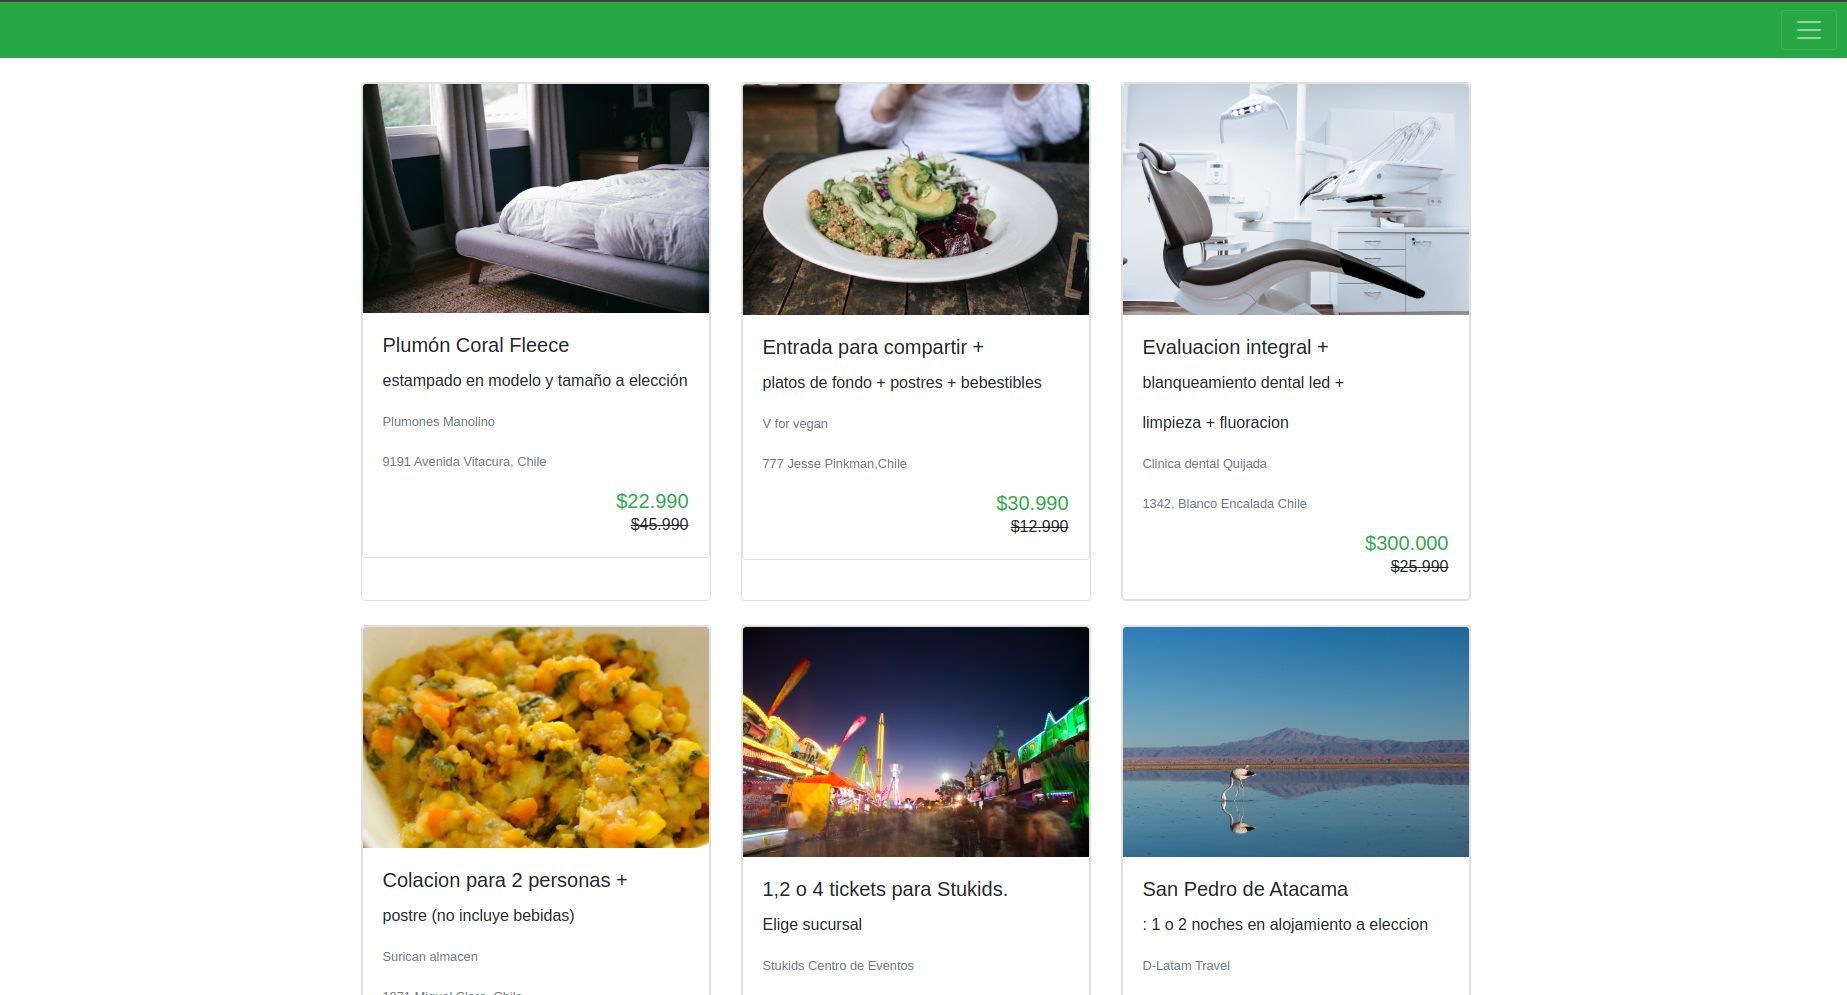 Plumón Coral Fleece
estampado en modelo y tamaño a elección
Plumones Manolino
9191 Avenida Vitacura, Chile
$22.990
$45.990
Entrada para compartir +
platos de fondo + postres + bebestibles
V for vegan
777 Jesse Pinkman,Chile
$30.990
$12.990
Evaluacion integral +
blanqueamiento dental led +
limpieza + fluoracion
Clinica dental Quijada
1342, Blanco Encalada Chile
$300.000
$25.990
Colacion para 2 personas +
postre (no incluye bebidas)
Surican almacen
1,2 o 4 tickets para Stukids.
Elige sucursal
Stukids Centro de Eventos
San Pedro de Atacama
: 1 o 2 noches en alojamiento a eleccion
D-Latam Travel